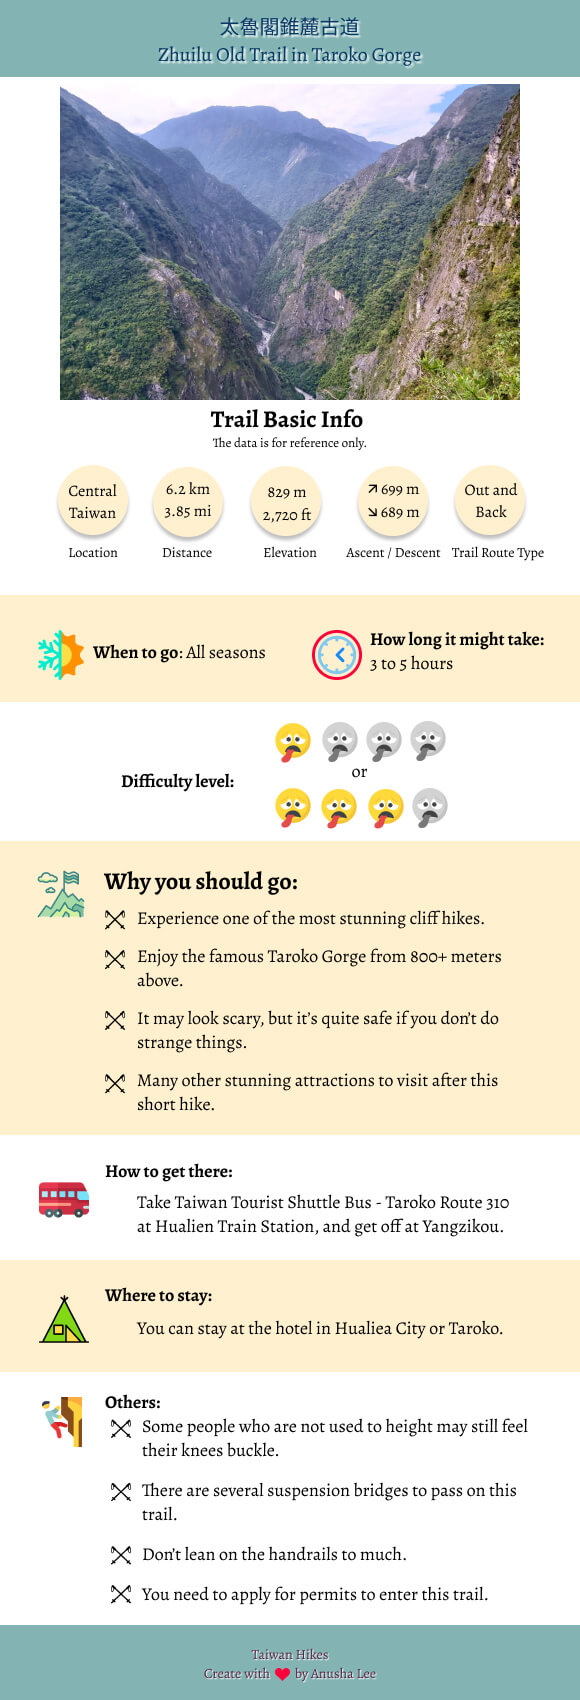 太魯閣錐麓古道
Zhuilu Old Trail in Taroko Gorge
Trail Basic Info
The data is for reference only.
Central
Taiwan
Location
6.2 km
3.85 mi
Distance
829 m
2,720 ft
Elevation
699 m
689 m
Ascent / Descent
Out and
Back
Trail Route Type
When to go: All seasons
How long it might take:
3 to 5 hours
Difficulty level:
or
Why you should go:
Experience one of the most stunning cliff hikes.
Enjoy the famous Taroko Gorge from 800+ meters
above.
It may look scary, but it's quite safe if you don't do
strange things.
Many other stunning attractions to visit after this
short hike.
How to get there:
Take Taiwan Tourist Shuttle Bus - Taroko Route 310
at Hualien Train Station, and get off at Yangzikou.
Where to stay:
You can stay at the hotel in Hualiea City or Taroko.
Others:
Some people who are not used to height may still feel
their knees buckle.
There are several suspension bridges to pass on this
trail.
Don't lean on the handrails to much.
You need to apply for permits to enter this trail.
Taiwan Hikes
Create with ❤ by Anusha Lee